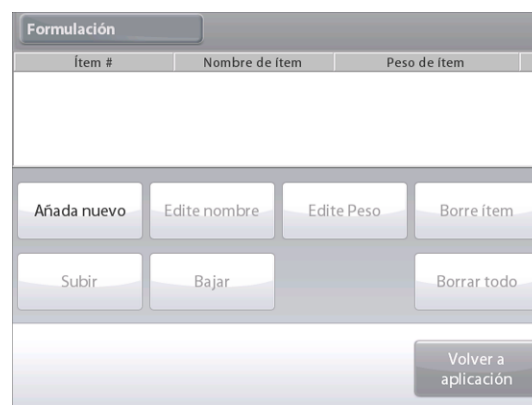 Formulación
Ítem # Nombre de ítem Peso de ítem
Añada nuevo Edite nombre Edite Peso Borre ítem
Subir Bajar Borrar todo
Volver a
aplicación